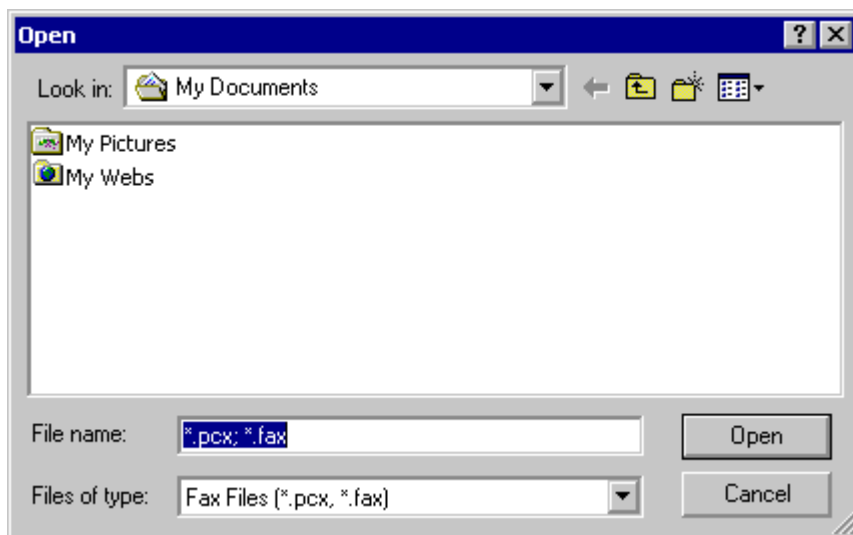 Open
Look in: My Documents
My Pictures
My Webs
File name: *.pcx; *.fax
Open
Files of type: Fax Files (*.pcx, *.fax)
Cancel